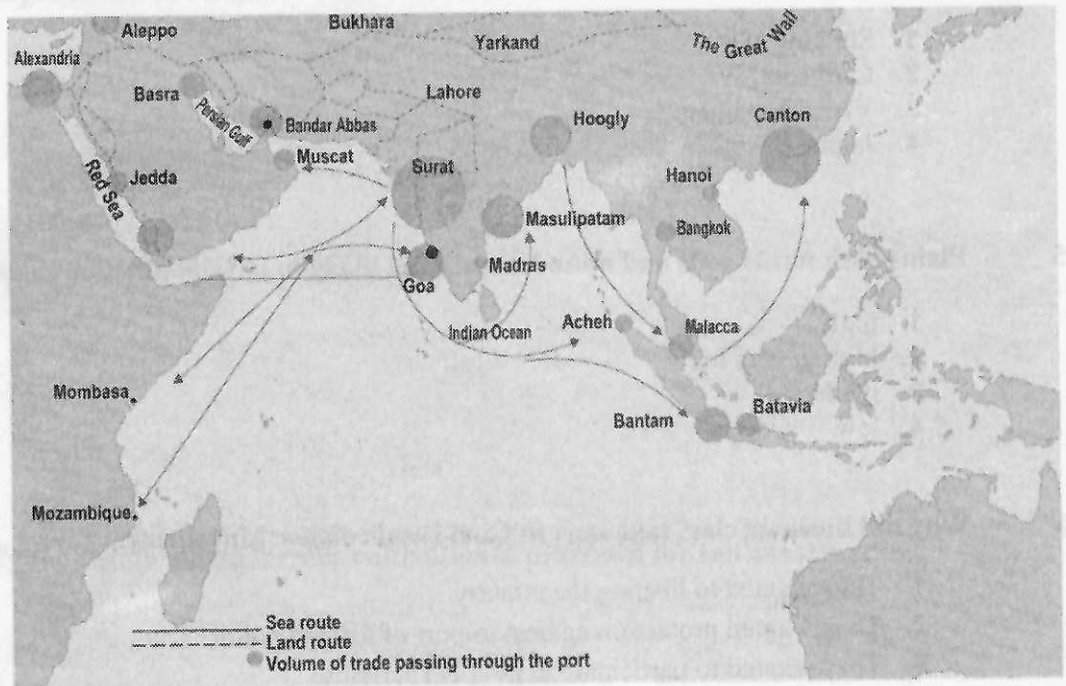 Bukhara
Aleppo
Yarkand
The Great Wall
Alexandria
Basra
Persian Gulf
Lahore
Bandar Abbas
Hoogly
Canton
Muscat
Surat
Jedda
Red Sea
Hanoi
Masulipatam
Bangkok
Madras
Goa
Indian Ocean
Acheh
Malacca
Mombasa
Bantam
Batavia
Mozambique
Sea route
Land route
Volume of trade passing through the port